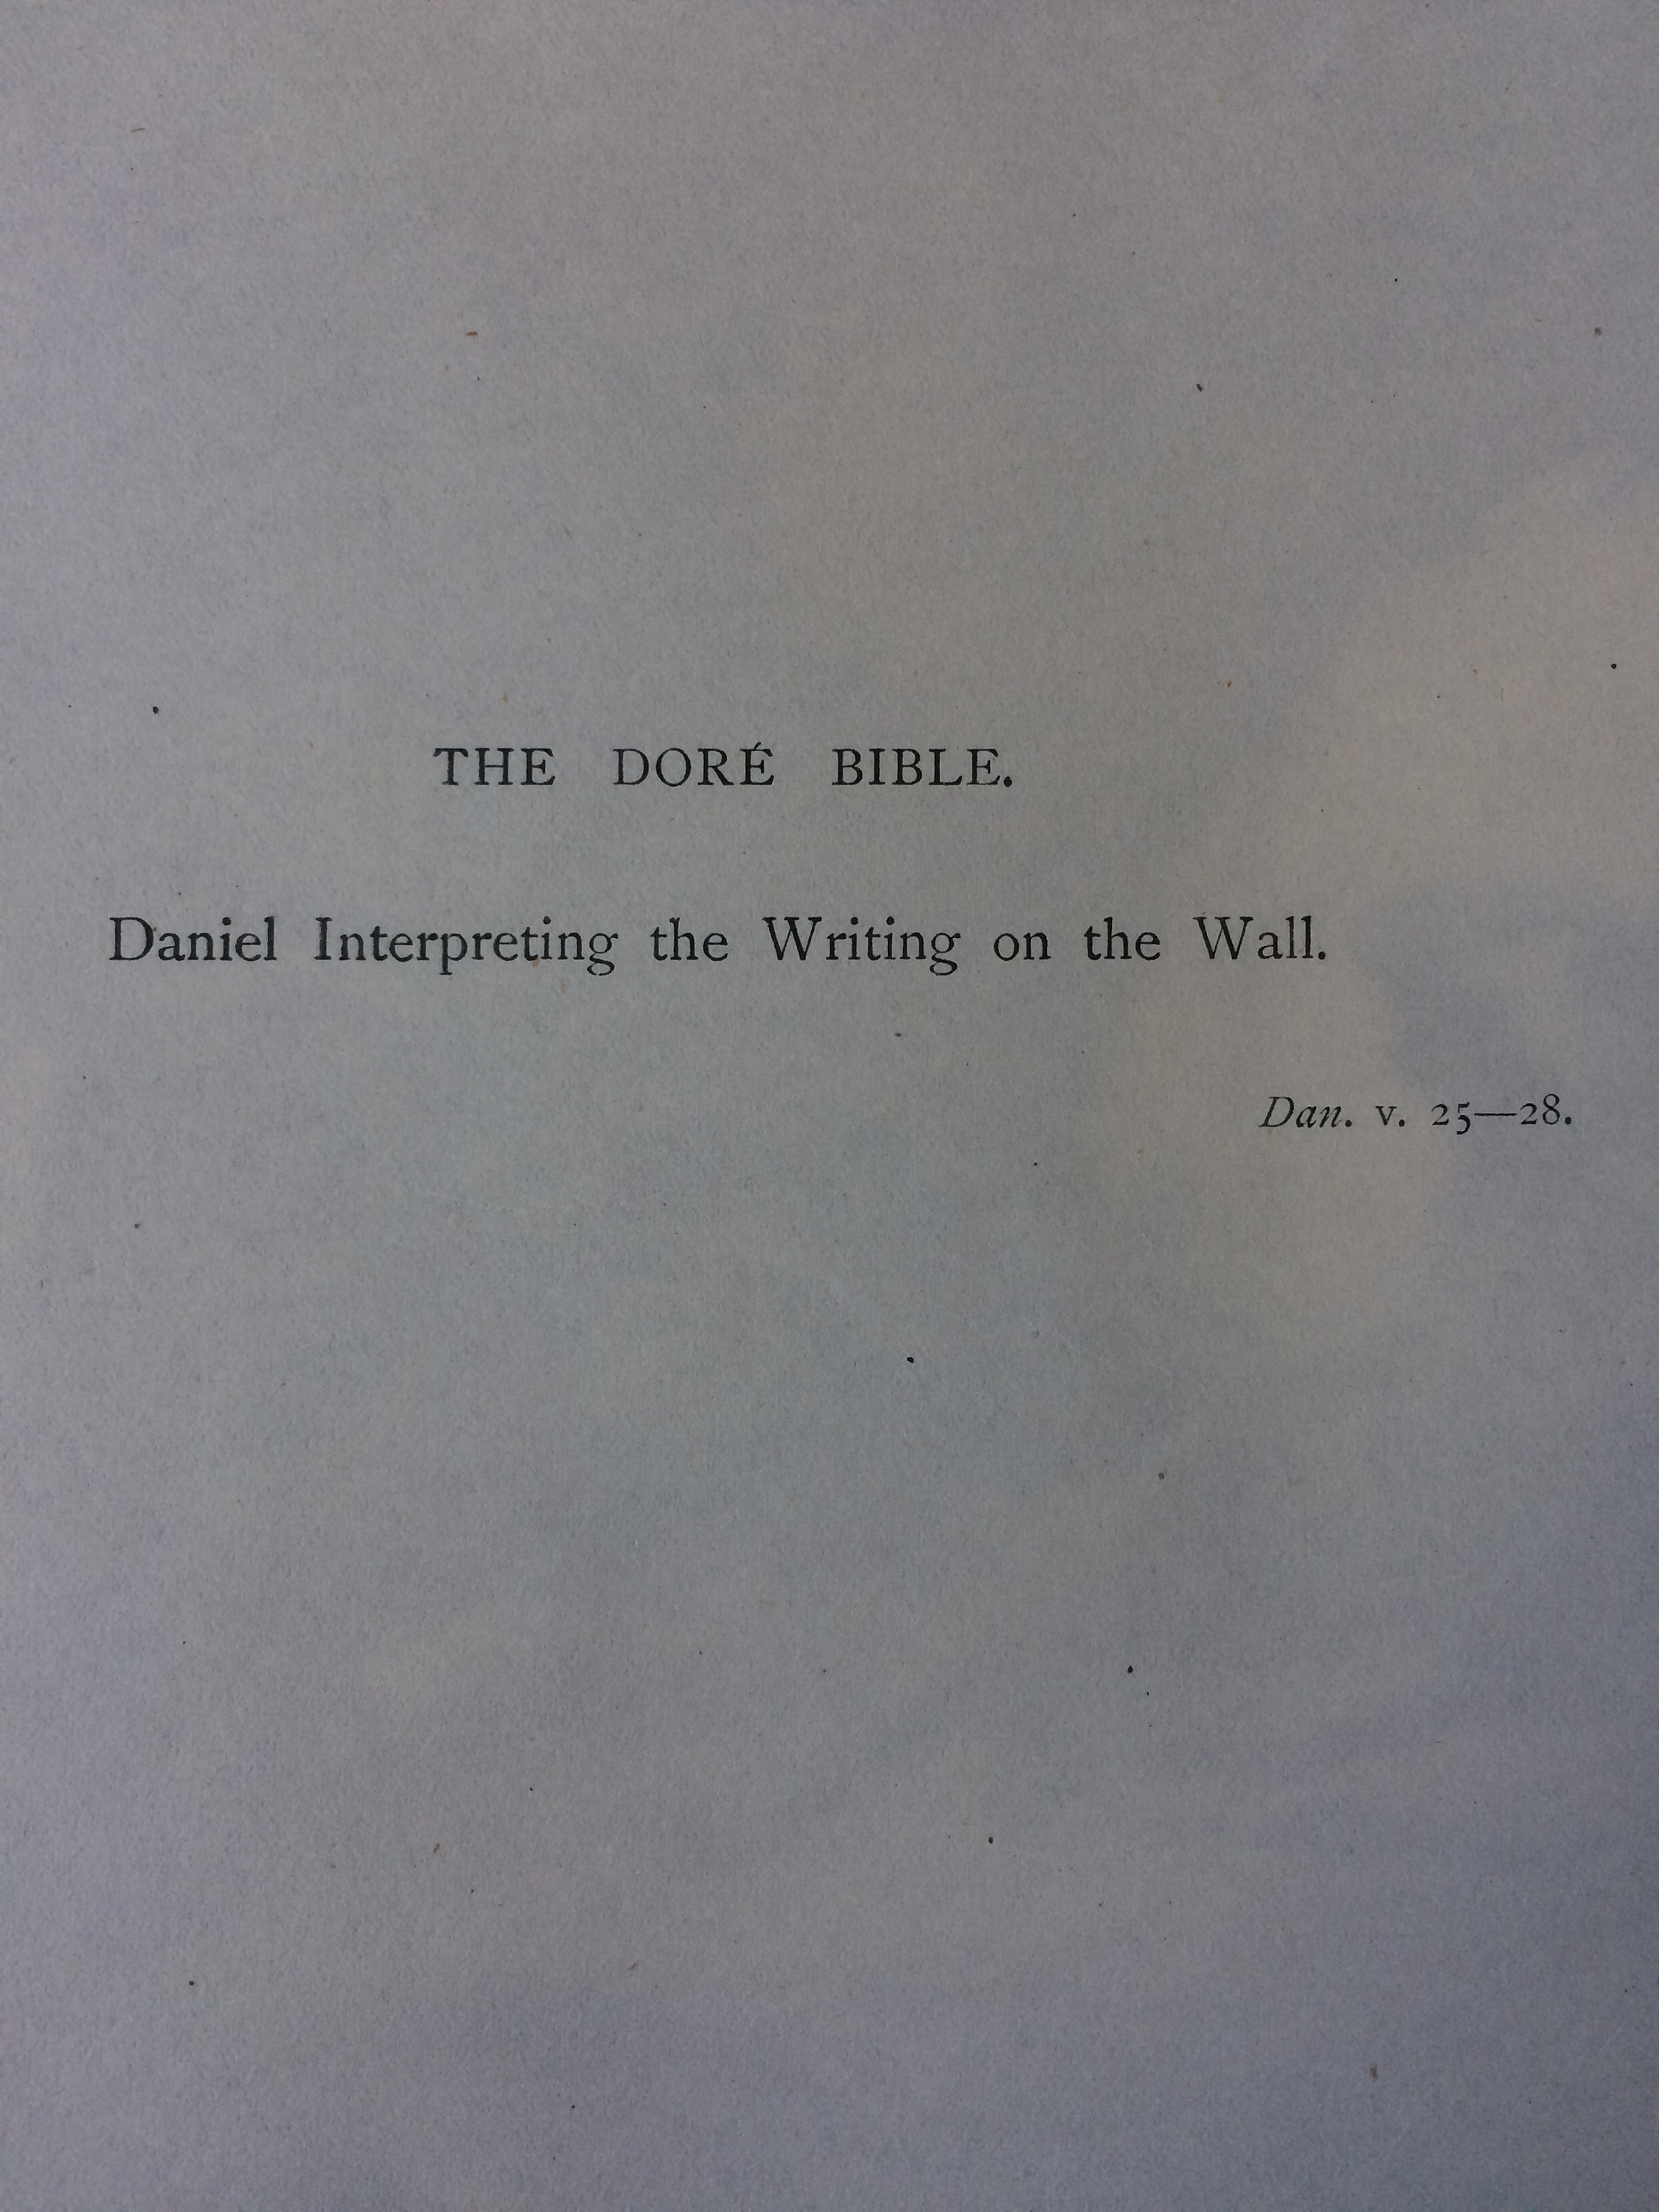 THE DORÉ BIBLE.
Daniel Interpreting the Writing on the Wall.
Dan. v. 25—28.